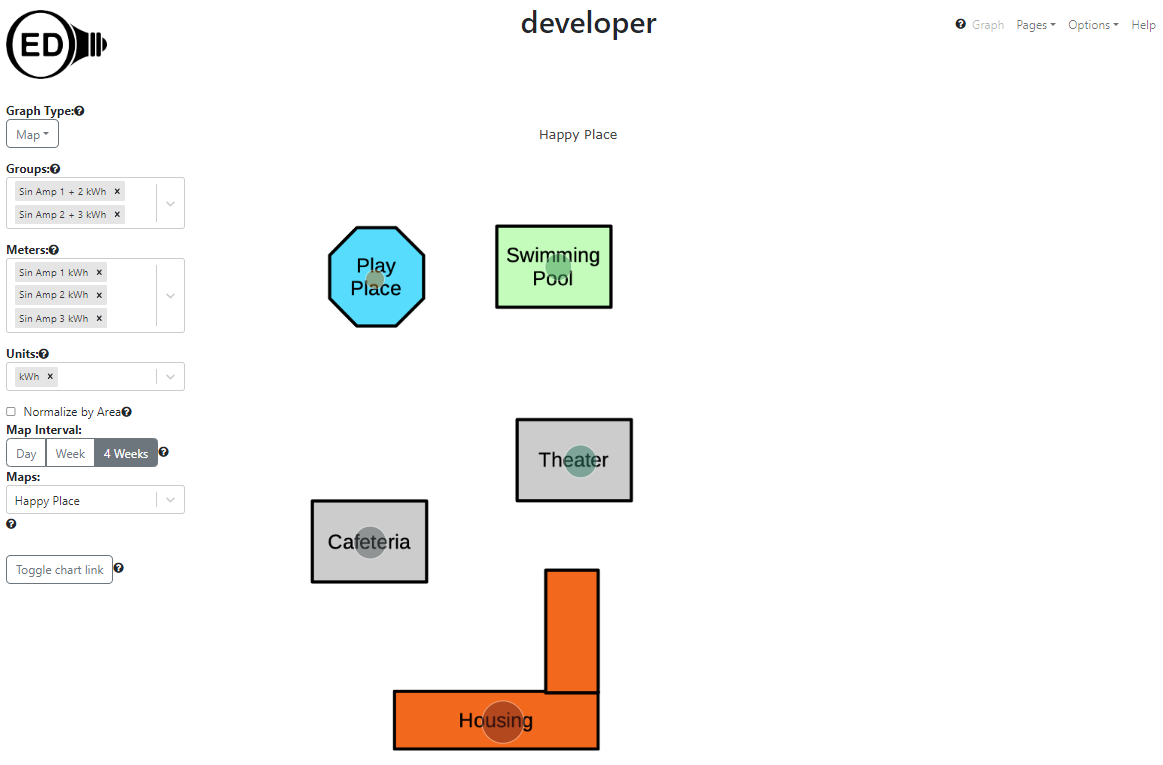 ED
developer
Graph Pages Options Help
Graph Type:
Map
Groups:
Sin Amp 1 + 2 kWh ×
Sin Amp 2 + 3 kWh ×
Meters:
Sin Amp 1 kWh ×
Sin Amp 2 kWh ×
Sin Amp 3 kWh ×
Units:
kWh ×
Normalize by Area
Map Interval:
Day Week 4 Weeks
Maps:
Happy Place
Toggle chart link
Happy Place
Play
Place
Swimming
Pool
Theater
Cafeteria
Housing